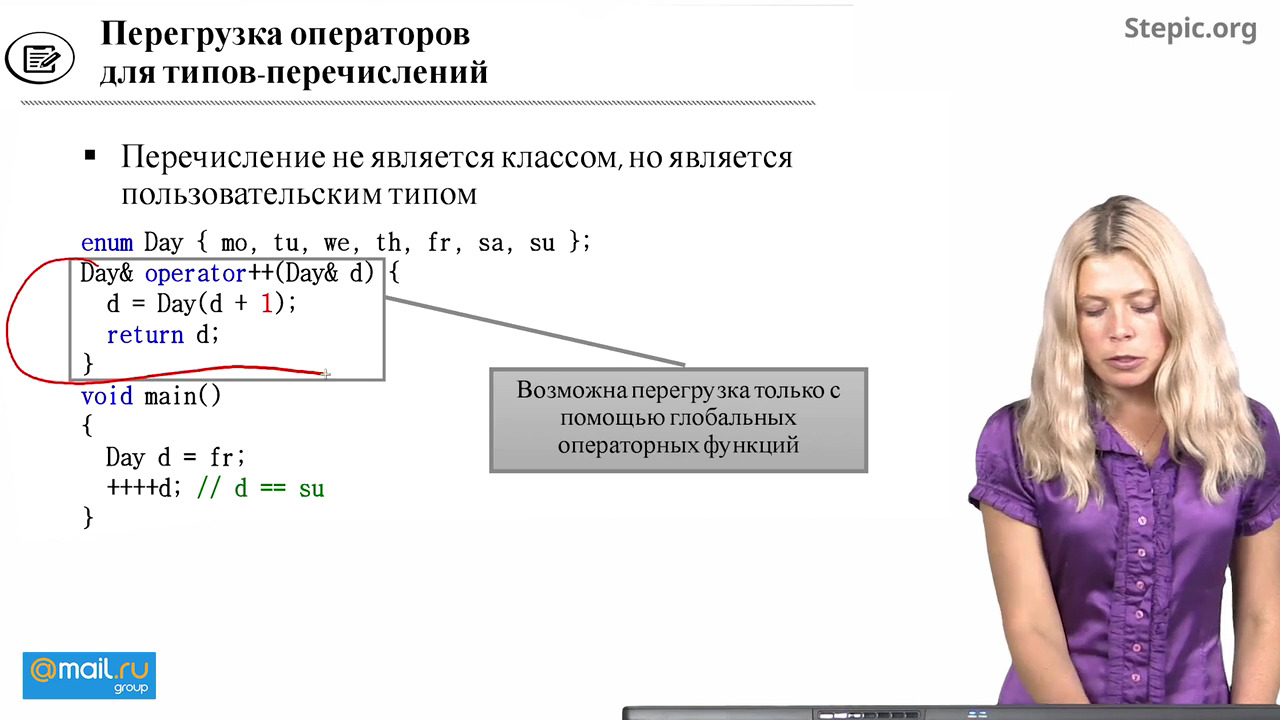 Перегрузка операторов
для типов-перечислений
Stepic.org
▪ Перечисление не является классом, но является
пользовательским типом
enum Day { mo, tu, we, th, fr, sa, su };
Day& operator++(Day& d) {
d = Day(d + 1);
return d;
}
void main()
{
Day d = fr;
++++d; // d == su
}
Возможна перегрузка только с
помощью глобальных
операторных функций
@mail.ru
group